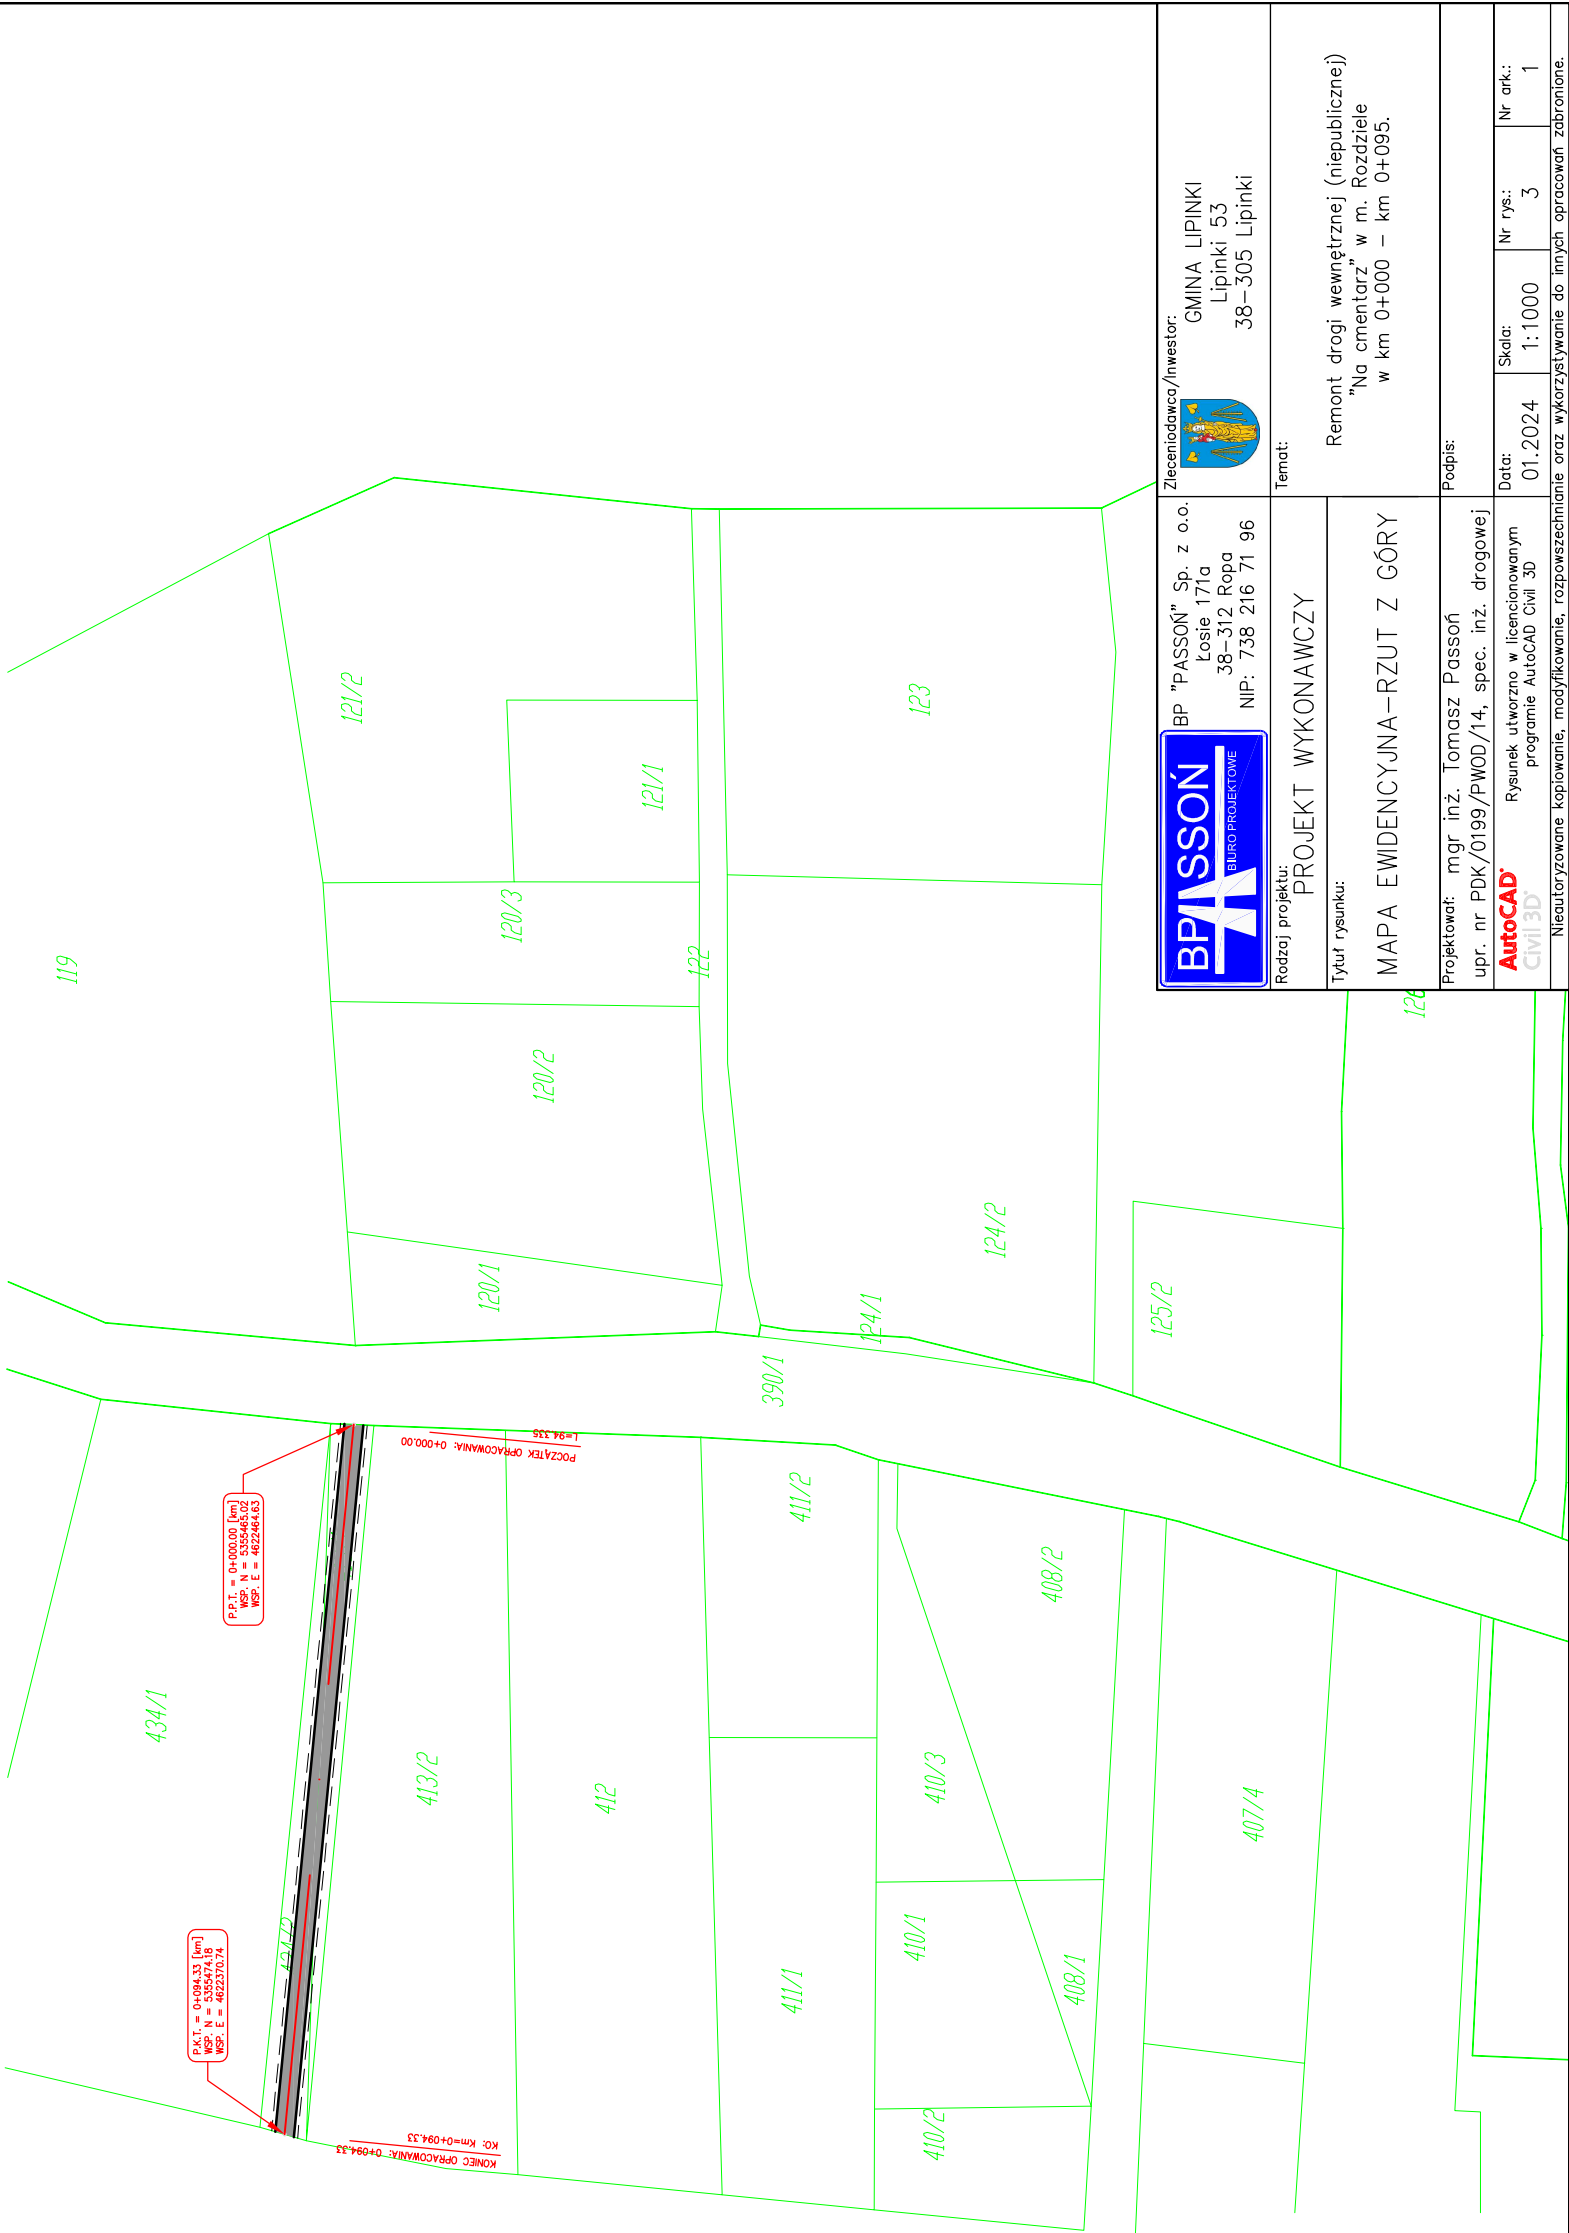 119
121/2
121/1
120/3
122
120/2
120/1
123
124/2
124/1
125/2
390/1
434/1
413/2
412
411/2
411/1
410/3
410/1
410/2
408/2
408/1
407/4
P.P.T. = 0+000.00 [km]
WSP. N = 5355465.02
WSP. E = 4622464.63
P.K.T. = 0+094.33 [km]
WSP. N = 5355474.18
WSP. E = 4622370.74
POCZĄTEK OPRACOWANIA: 0+000.00
L=94.335
KONIEC OPRACOWANIA: 0+094.33
KO: Km=0+094.33
BP PASSOŃ
BIURO PROJEKTOWE
BP "PASSOŃ" Sp. z o.o.
Łosie 171a
38-312 Ropa
NIP: 738 216 71 96
Zleceniodawca/Inwestor:
GMINA LIPINKI
Lipinki 53
38-305 Lipinki
Rodzaj projektu:
PROJEKT WYKONAWCZY
Temat:
Remont drogi wewnętrznej (niepublicznej)
"Na cmentarz" w m. Rozdziele
w km 0+000 - km 0+095.
Tytuł rysunku:
MAPA EWIDENCYJNA-RZUT Z GÓRY
Projektował: mgr inż. Tomasz Passoń
upr. nr PDK/0199/PWOD/14, spec. inż. drogowej
Podpis:
AutoCAD
Civil 3D
Rysunek utworzno w licencionowanym
programie AutoCAD Civil 3D
Data:
01.2024
Skala:
1:1000
Nr rys.:
3
Nr ark.:
1
Nieautoryzowane kopiowanie, modyfikowanie, rozpowszechnianie oraz wykorzystywanie do innych opracowań zabronione.